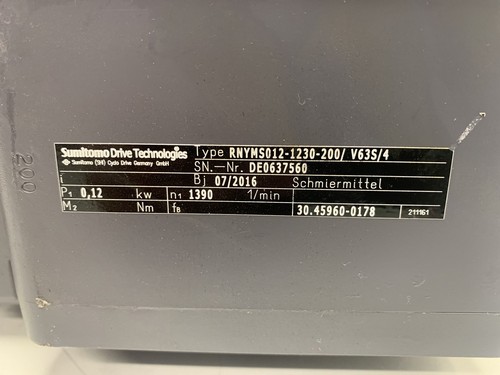 Sumitomo Drive Technologies
Sumitomo (SHI) Cyclo Drive Germany GmbH
Type RNYMS012-1230-200/ V63S/4
SN.-Nr. DE0637560
i Bj 07/2016 Schmiermittel
P1 0,12 kw n1 1390 1/min
M2 Nm fB 30.45960-0178 211161
200